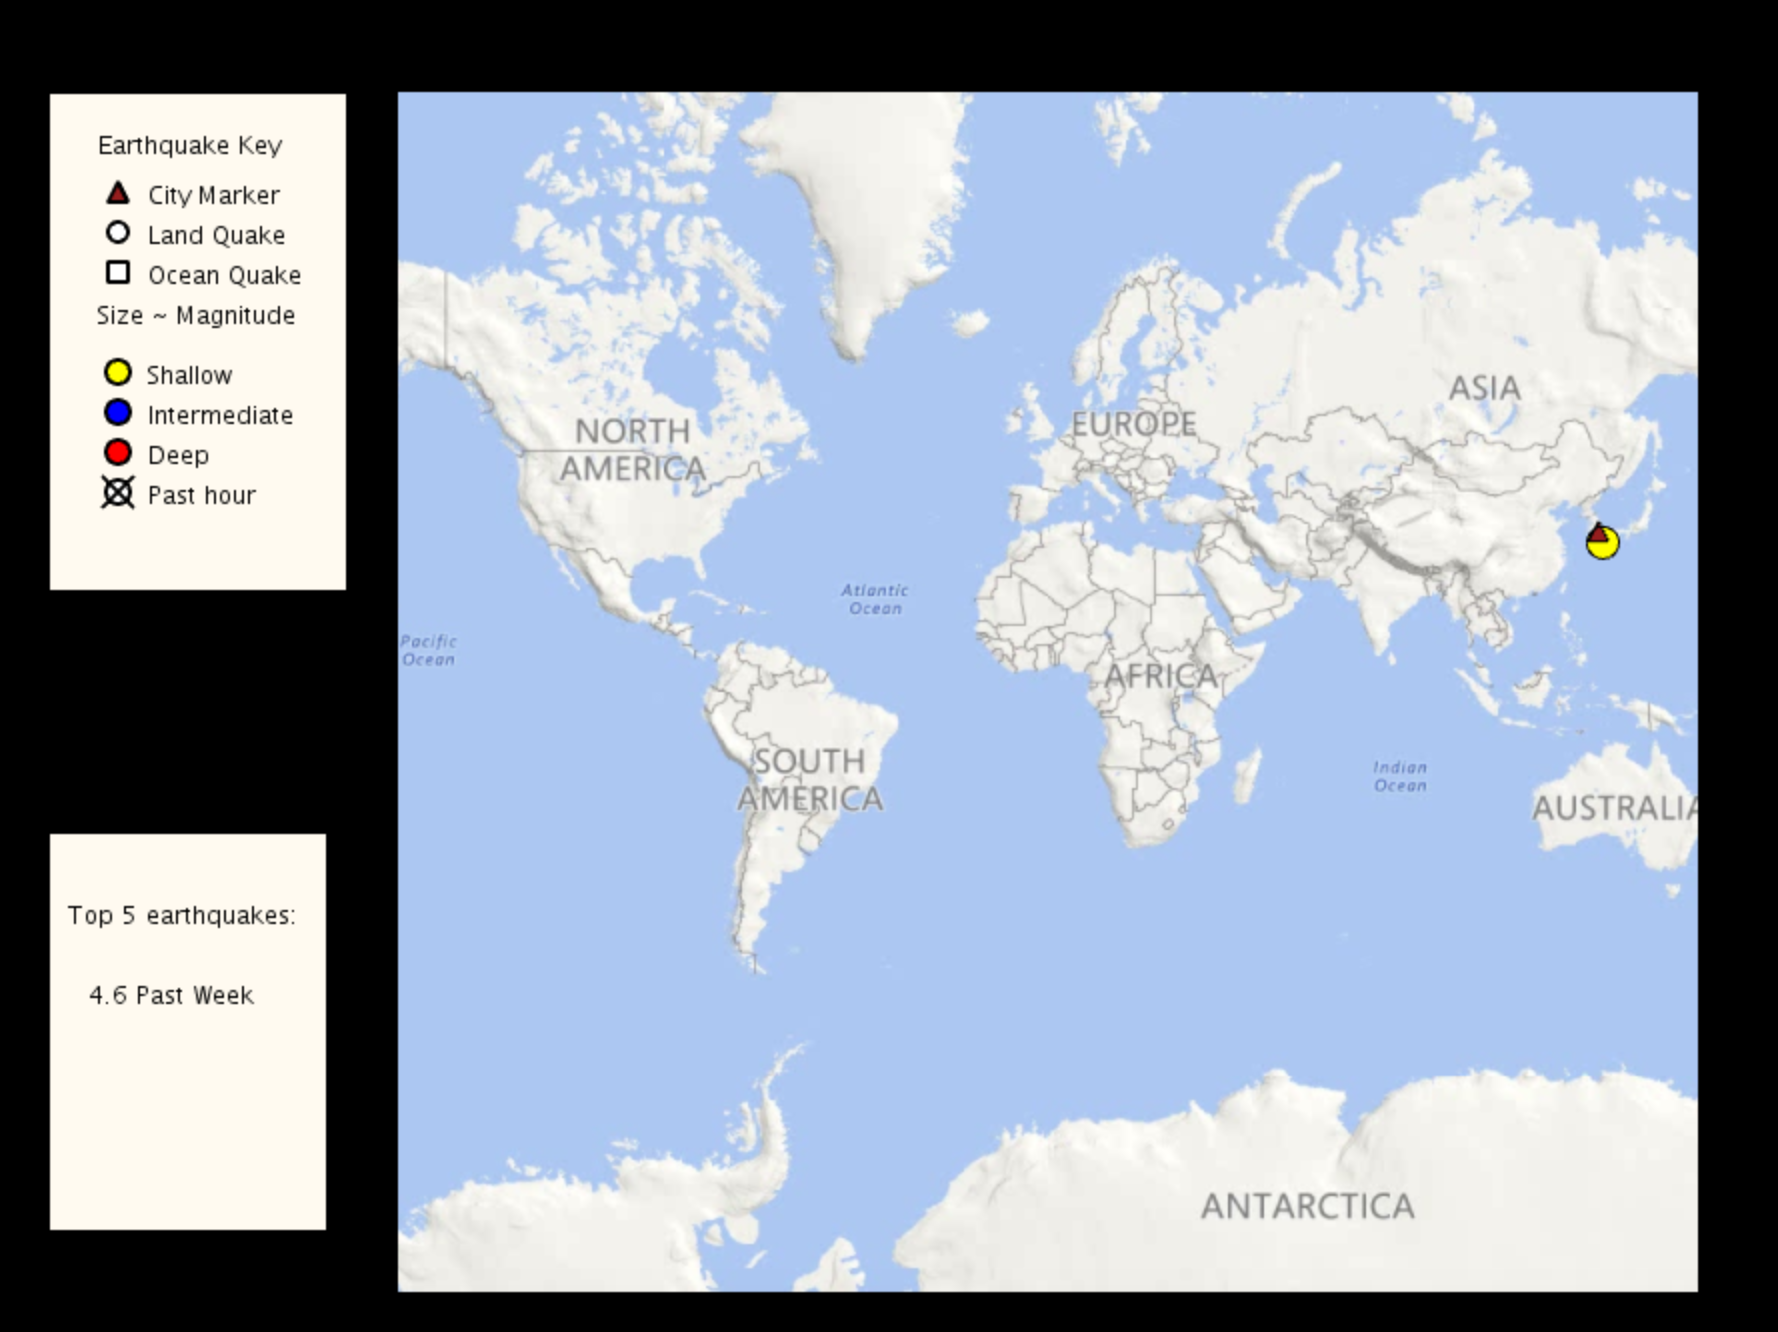 Earthquake Key
City Marker
Land Quake
Ocean Quake
Size ~ Magnitude
Shallow
Intermediate
Deep
Past hour
Top 5 earthquakes:
4.6 Past Week
NORTH
AMERICA
EUROPE
ASIA
Atlantic
Ocean
Pacific
Ocean
AFRICA
SOUTH
AMERICA
Indian
Ocean
AUSTRALIA
ANTARCTICA